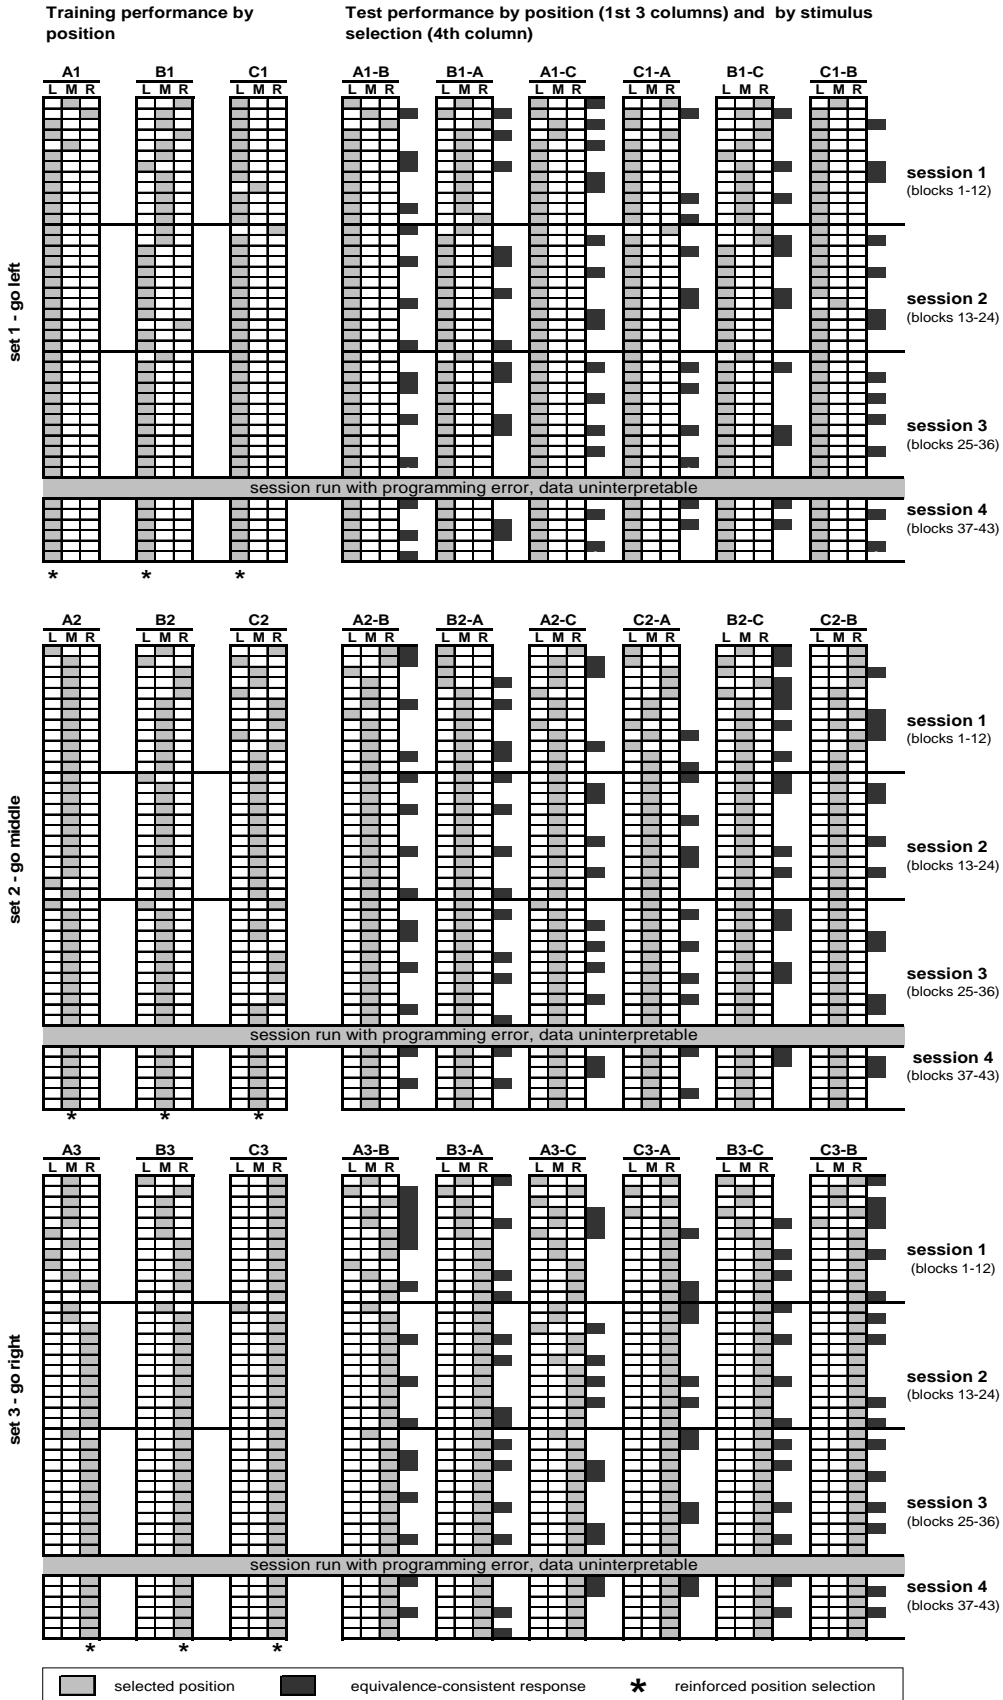 Training performance by
position
Test performance by position (1st 3 columns) and by stimulus
selection (4th column)
A1 B1 C1 A1-B B1-A A1-C C1-A B1-C C1-B
L M R L M R L M R L M R L M R L M R L M R L M R L M R
set 1 - go left
session 1
(blocks 1-12)
session 2
(blocks 13-24)
session 3
(blocks 25-36)
session run with programming error, data uninterpretable
session 4
(blocks 37-43)
* * *
A2 B2 C2 A2-B B2-A A2-C C2-A B2-C C2-B
L M R L M R L M R L M R L M R L M R L M R L M R L M R
set 2 - go middle
session 1
(blocks 1-12)
session 2
(blocks 13-24)
session 3
(blocks 25-36)
session run with programming error, data uninterpretable
session 4
(blocks 37-43)
* * *
A3 B3 C3 A3-B B3-A A3-C C3-A B3-C C3-B
L M R L M R L M R L M R L M R L M R L M R L M R L M R
set 3 - go right
session 1
(blocks 1-12)
session 2
(blocks 13-24)
session 3
(blocks 25-36)
session run with programming error, data uninterpretable
session 4
(blocks 37-43)
* * *
selected position equivalence-consistent response * reinforced position selection